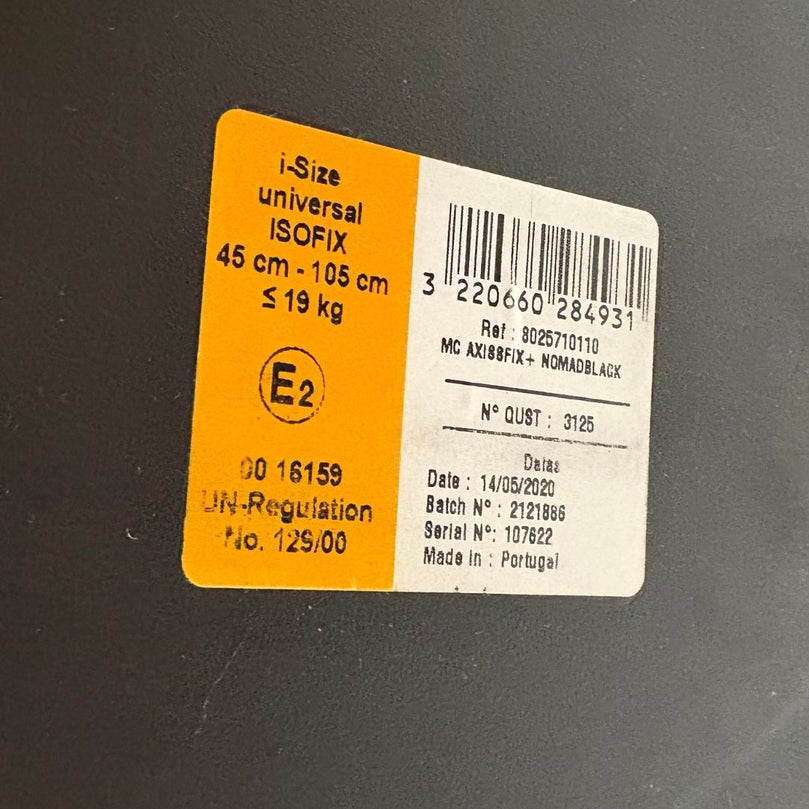 i-Size
universal
ISOFIX
45 cm - 105 cm
≤ 19 kg
E2
00 16159
UN-Regulation
No. 129/00
3 220660 284931
Ref : 8025710110
MC AXISSFIX+ NOMADBLACK
N° QUST : 3125
Datas
Date : 14/05/2020
Batch N° : 2121886
Serial N°: 107622
Made in : Portugal